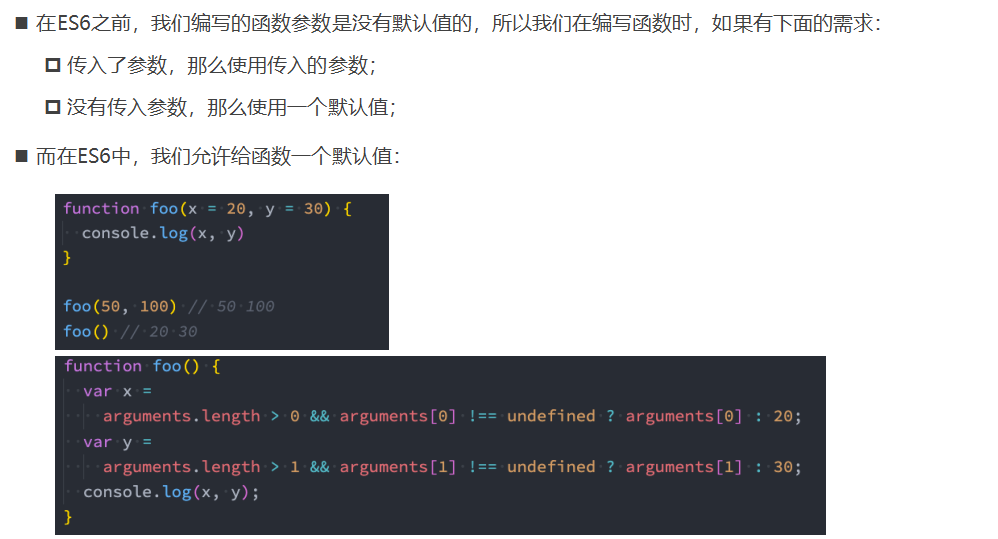 ■ 在ES6之前，我们编写的函数参数是没有默认值的，所以我们在编写函数时，如果有下面的需求：
传入了参数，那么使用传入的参数；
没有传入参数，那么使用一个默认值；
■ 而在ES6中，我们允许给函数一个默认值：
function foo(x = 20, y = 30) {
  console.log(x, y)
}
foo(50, 100) // 50 100
foo() // 20 30
function foo() {
  var x =
    arguments.length > 0 && arguments[0] !== undefined ? arguments[0] : 20;
  var y =
    arguments.length > 1 && arguments[1] !== undefined ? arguments[1] : 30;
  console.log(x, y);
}